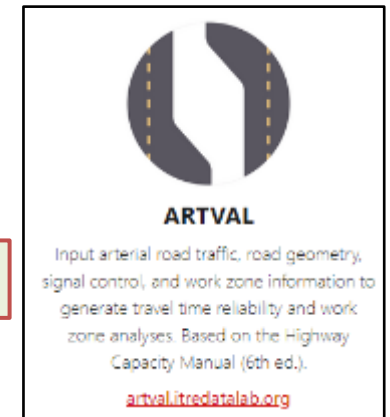 ARTVAL
Input arterial road traffic, road geometry,
signal control, and work zone information to
generate travel time reliability and work
zone analyses. Based on the Highway
Capacity Manual (6th ed.).
artval.itredatalab.org